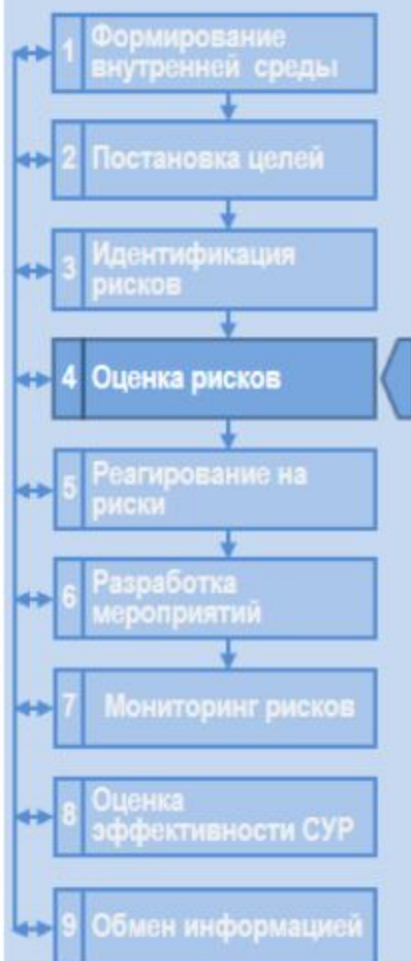 1 Формирование
внутренней среды
2 Постановка целей
3 Идентификация
рисков
4 Оценка рисков
5 Реагирование на
риски
6 Разработка
мероприятий
7 Мониторинг рисков
8 Оценка
эффективности СУР
9 Обмен информацией